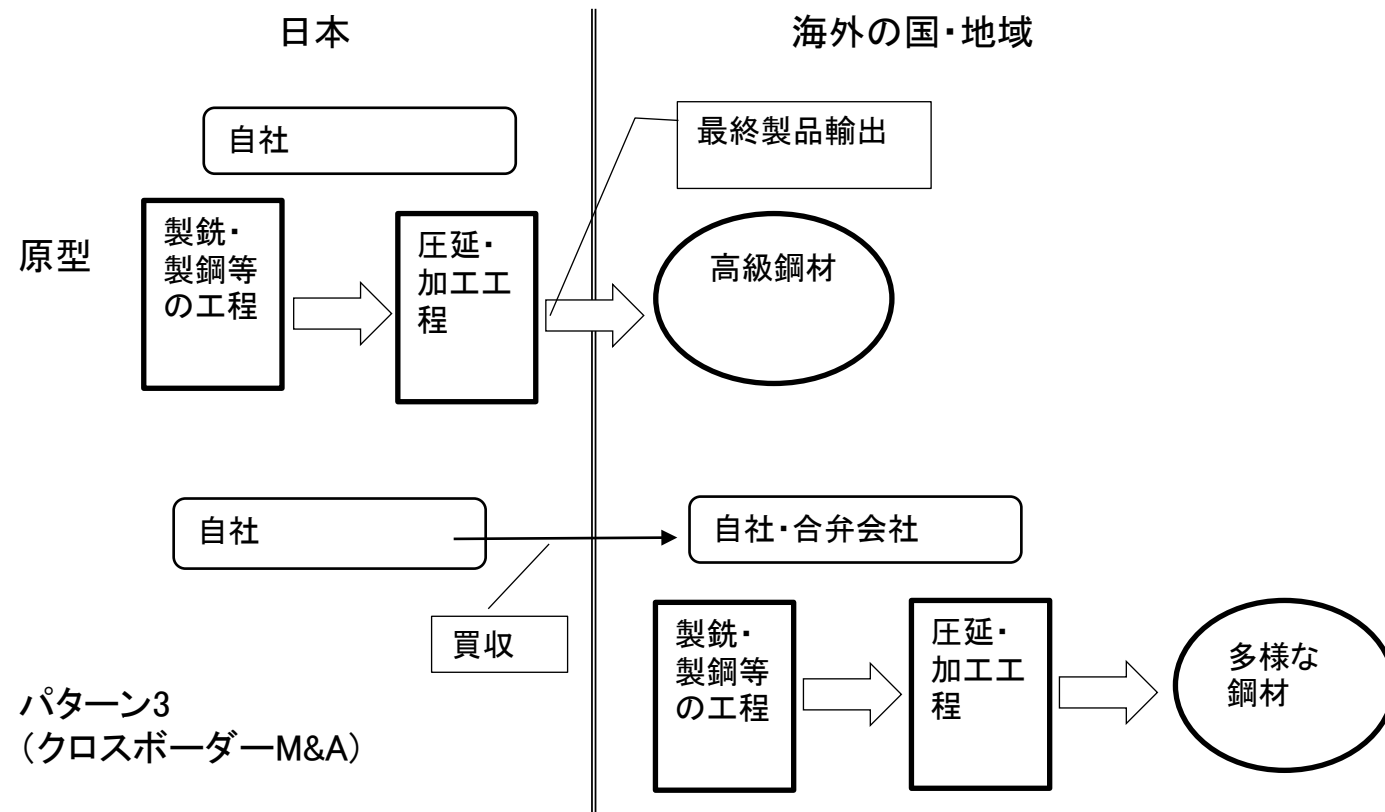 日本
海外の国・地域
自社
最終製品輸出
原型
製銑・
製鋼等
の工程
圧延・
加工工
程
高級鋼材
自社
自社・合弁会社
買収
製銑・
製鋼等
の工程
圧延・
加工工
程
多様な
鋼材
パターン3
（クロスボーダーM&A）